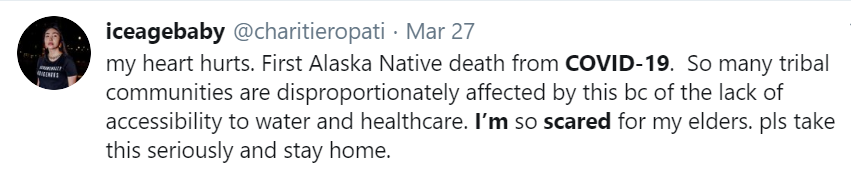 iceagebaby @charitieropati · Mar 27
my heart hurts. First Alaska Native death from COVID-19.  So many tribal
communities are disproportionately affected by this bc of the lack of
accessibility to water and healthcare. I'm so scared for my elders. pls take
this seriously and stay home.